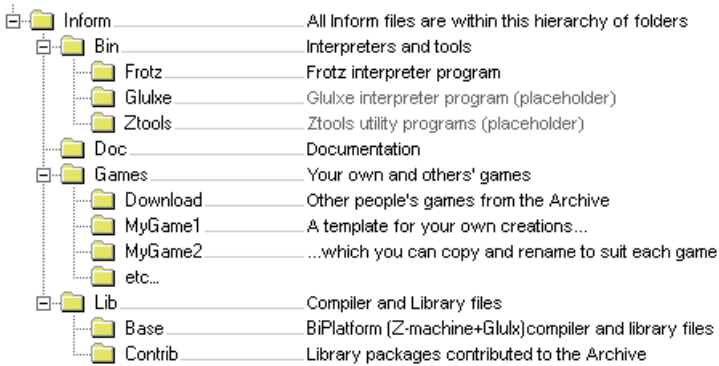 Inform All Inform files are within this hierarchy of folders
Bin Interpreters and tools
Frotz Frotz interpreter program
Glulxe Glulxe interpreter program (placeholder)
Ztools Ztools utility programs (placeholder)
Doc Documentation
Games Your own and others' games
Download Other people's games from the Archive
MyGame1 A template for your own creations...
MyGame2 ...which you can copy and rename to suit each game
etc...
Lib Compiler and Library files
Base BiPlatform (Z-machine+Glulx)compiler and library files
Contrib Library packages contributed to the Archive